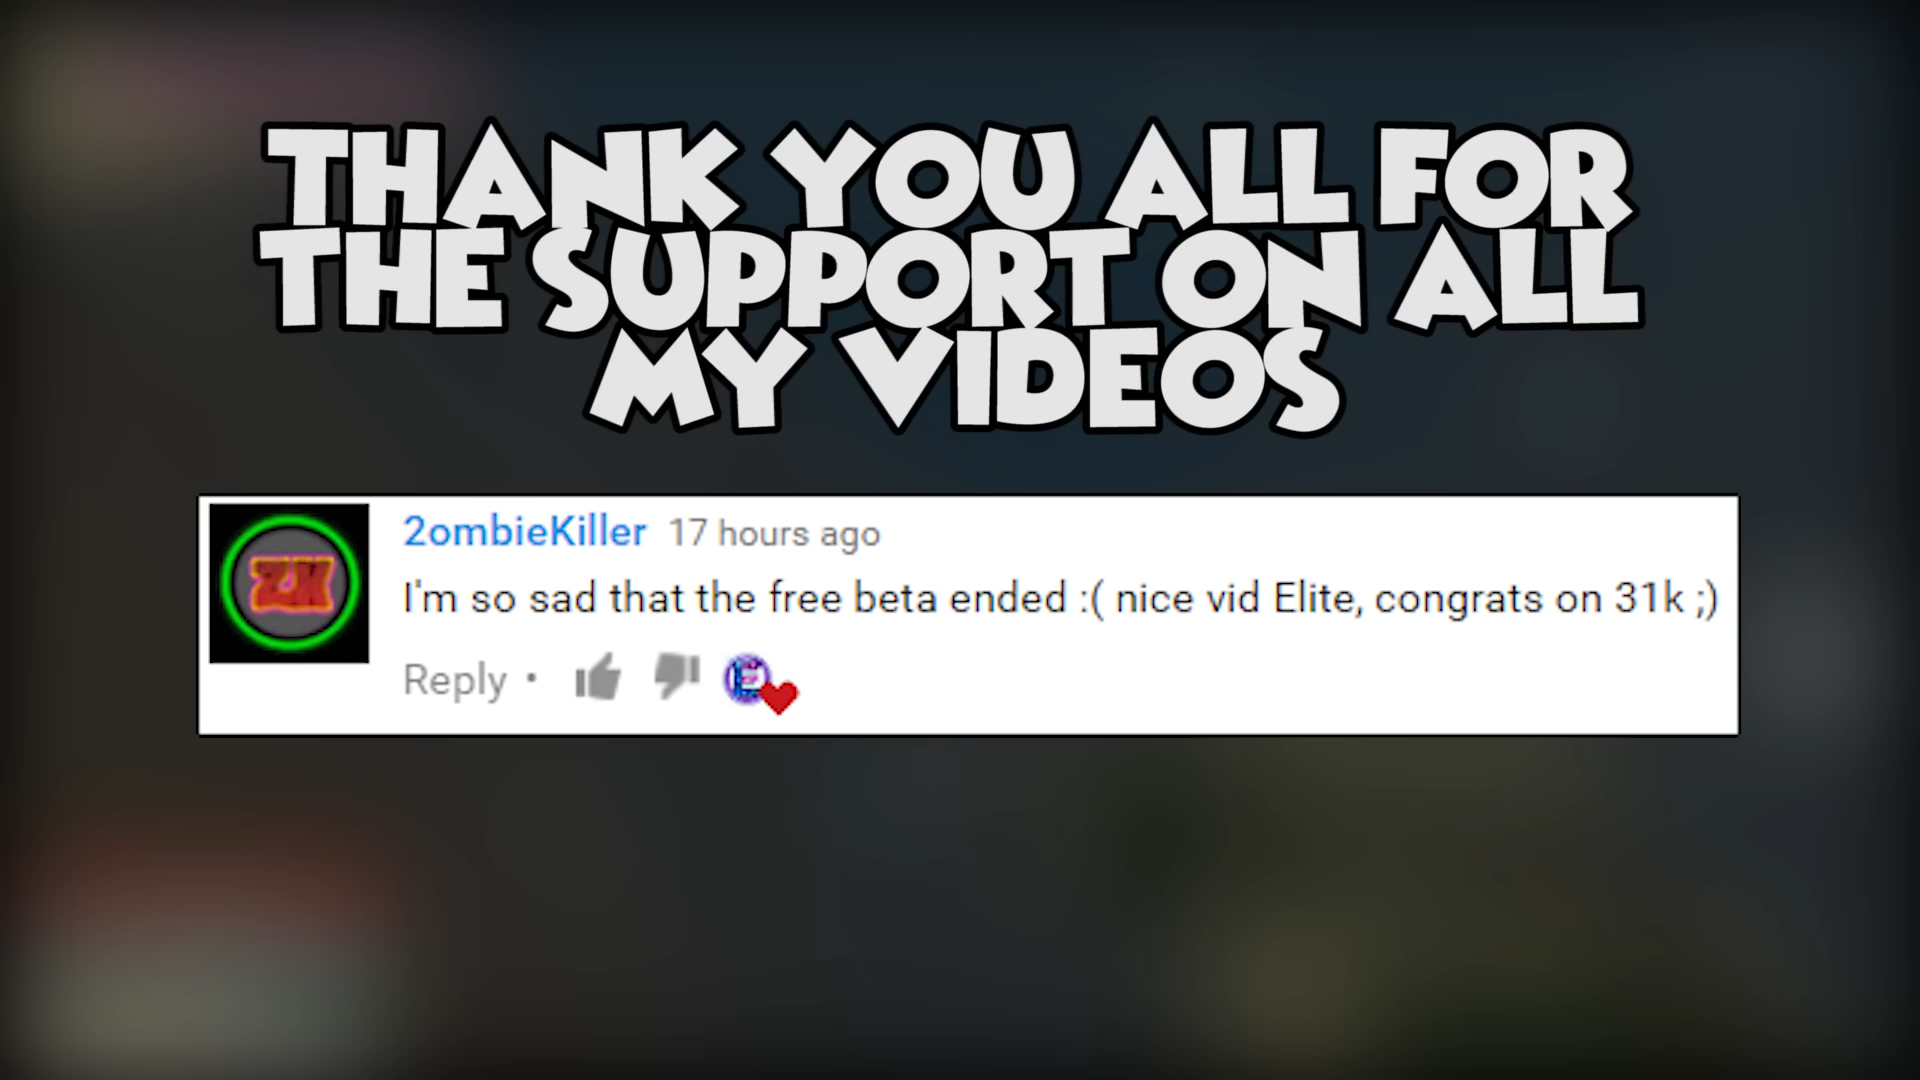 THANK YOU ALL FOR
THE SUPPORT ON ALL
MY VIDEOS
ZK
2ombieKiller 17 hours ago
I'm so sad that the free beta ended :( nice vid Elite, congrats on 31k ;)
Reply •
E